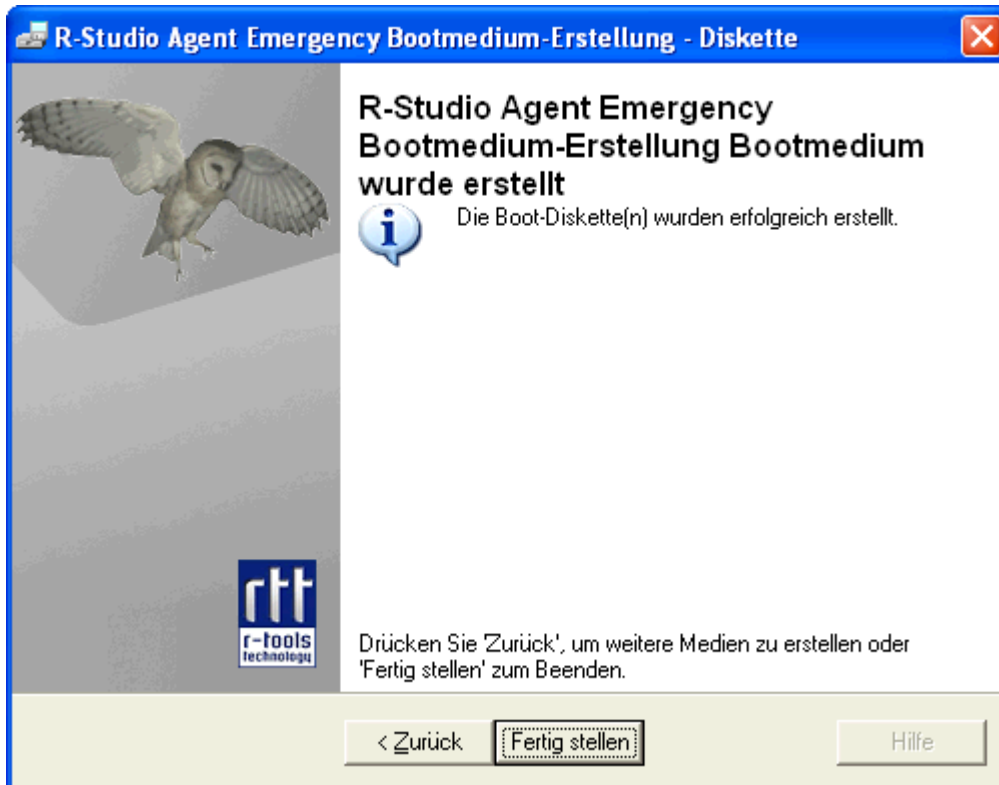 R-Studio Agent Emergency Bootmedium-Erstellung - Diskette
R-Studio Agent Emergency
Bootmedium-Erstellung Bootmedium
wurde erstellt
Die Boot-Diskette(n) wurden erfolgreich erstellt.
rtt
r-tools
technology
Drücken Sie 'Zurück', um weitere Medien zu erstellen oder
'Fertig stellen' zum Beenden.
< Zurück
Fertig stellen
Hilfe